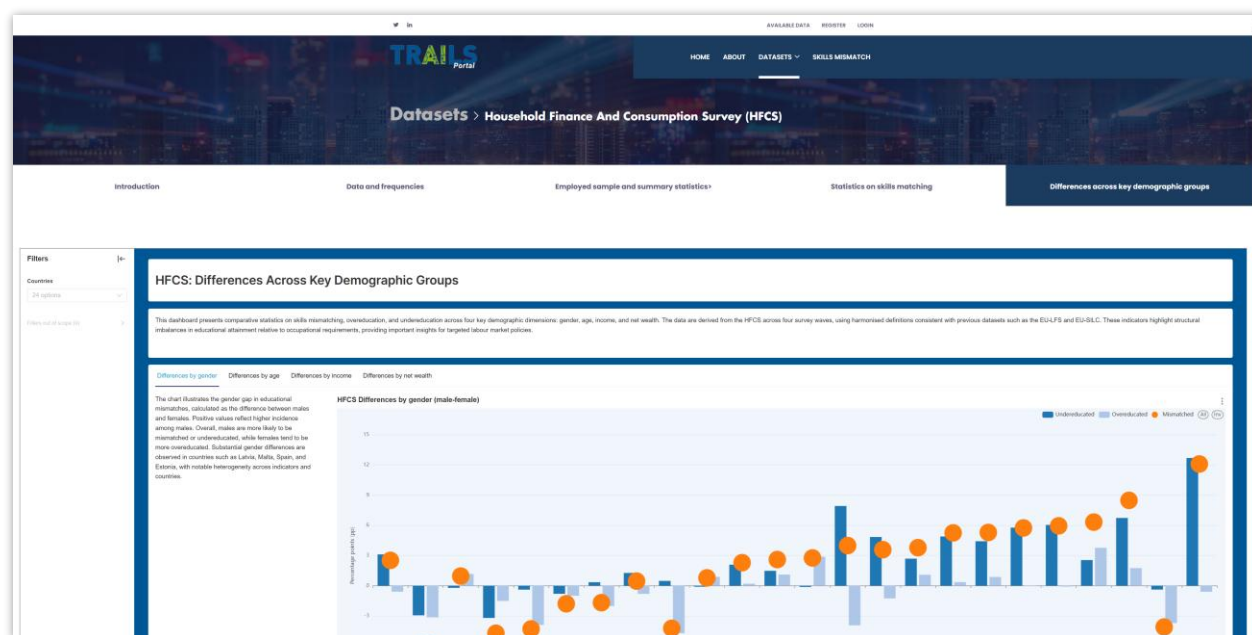 AVAILABLE DATA REGISTER LOGIN
TRAILS
Portal
HOME ABOUT DATASETS SKILLS MISMATCH
Datasets > Household Finance And Consumption Survey (HFCS)
Introduction
Data and frequencies
Employed sample and summary statistics>
Statistics on skills matching
Differences across key demographic groups
Filters
Countries
24 options
HFCS: Differences Across Key Demographic Groups
This dashboard presents comparative statistics on skills mismatching, overeducation, and undereducation across four key demographic dimensions: gender, age, income, and net wealth. The data are derived from the HFCS across four survey waves, using harmonised definitions consistent with previous datasets such as the EU-LFS and EU-SILC. These indicators highlight structural
imbalances in educational attainment relative to occupational requirements, providing important insights for targeted labour market policies.
Differences by gender Differences by age Differences by income Differences by net wealth
The chart illustrates the gender gap in educational
mismatches, calculated as the difference between males
and females. Positive values reflect higher incidence
among males. Overall, males are more likely to be
mismatched or undereducated, while females tend to be
more overeducated. Substantial gender differences are
observed in countries such as Latvia, Malta, Spain, and
Estonia, with notable heterogeneity across indicators and
countries.
HFCS Differences by gender (male-female)
Undereducated Overeducated Mismatched All Inv
15
12
9
6
3
0
-3
Percentage points (pp)